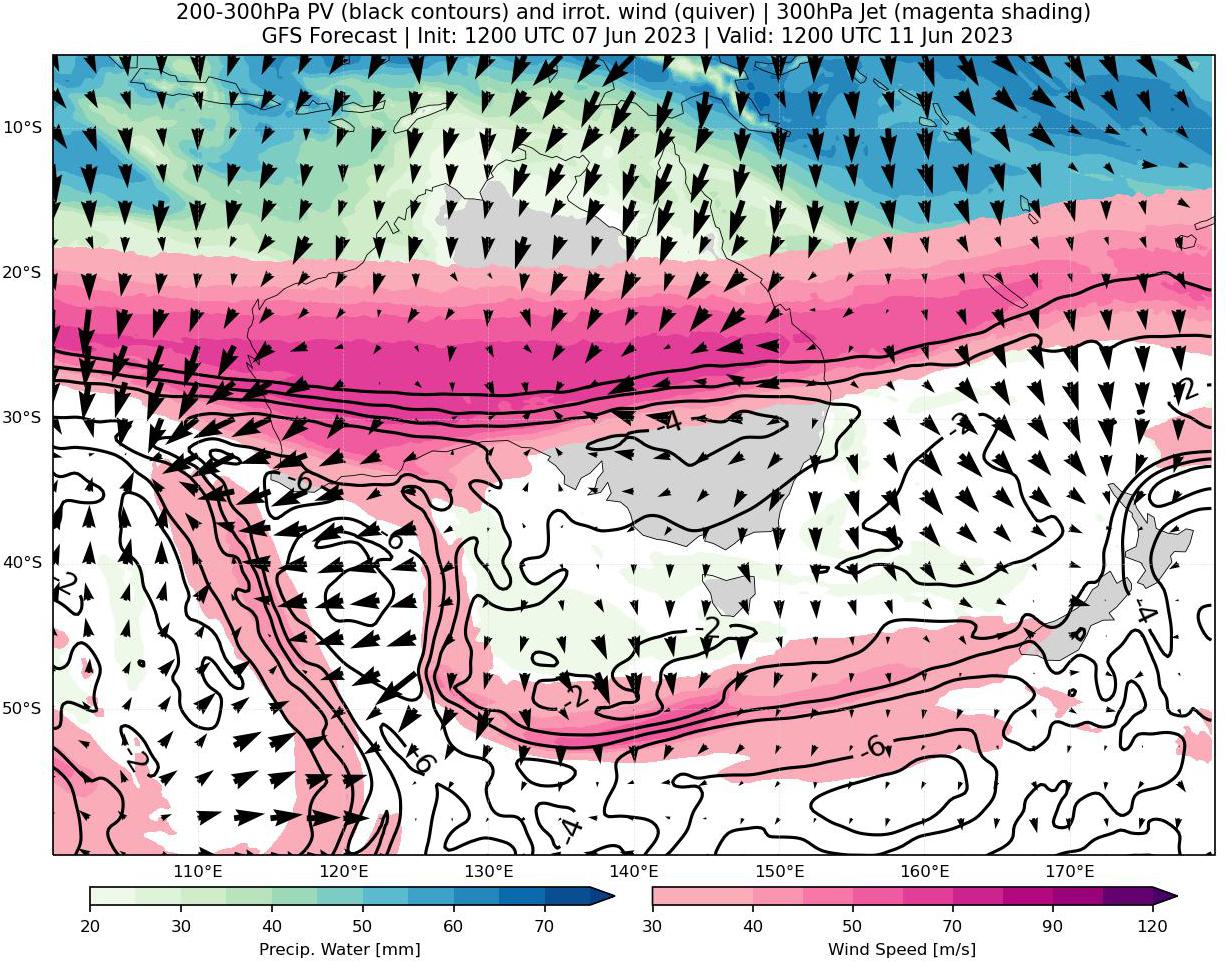 200-300hPa PV (black contours) and irrot. wind (quiver) | 300hPa Jet (magenta shading)
GFS Forecast | Init: 1200 UTC 07 Jun 2023 | Valid: 1200 UTC 11 Jun 2023
10°S
20°S
-2
30°S
-4
-2
-6
-6
40°S
-2
-4
-2
50°S
-2
-6
-2
-6
-4
110°E 120°E 130°E 140°E 150°E 160°E 170°E
20 30 40 50 60 70
30 40 50 70 90 120
Precip. Water [mm]
Wind Speed [m/s]